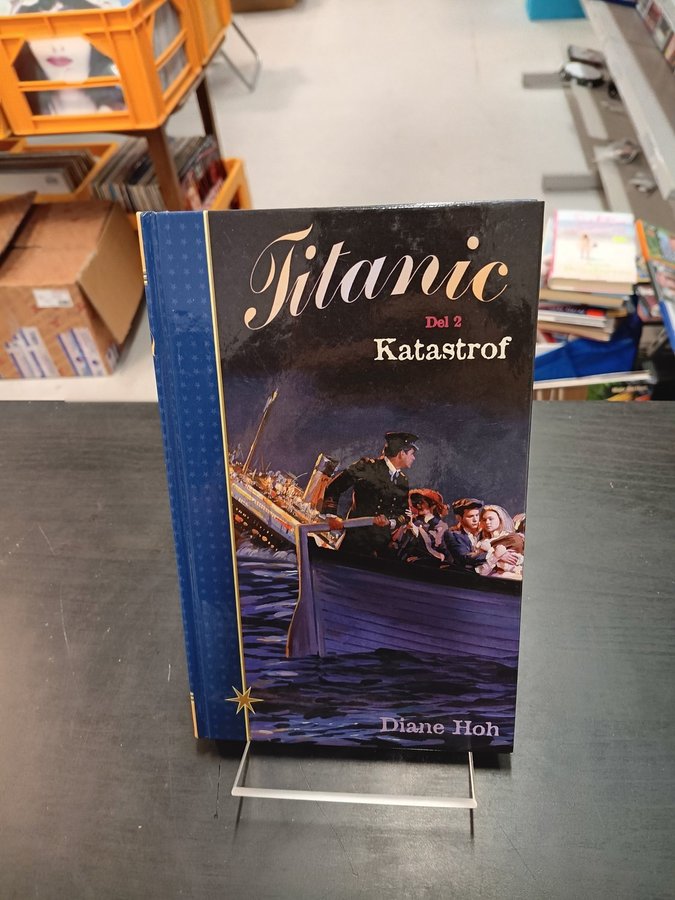 Titanic
Del 2
Katastrof
Diane Hoh